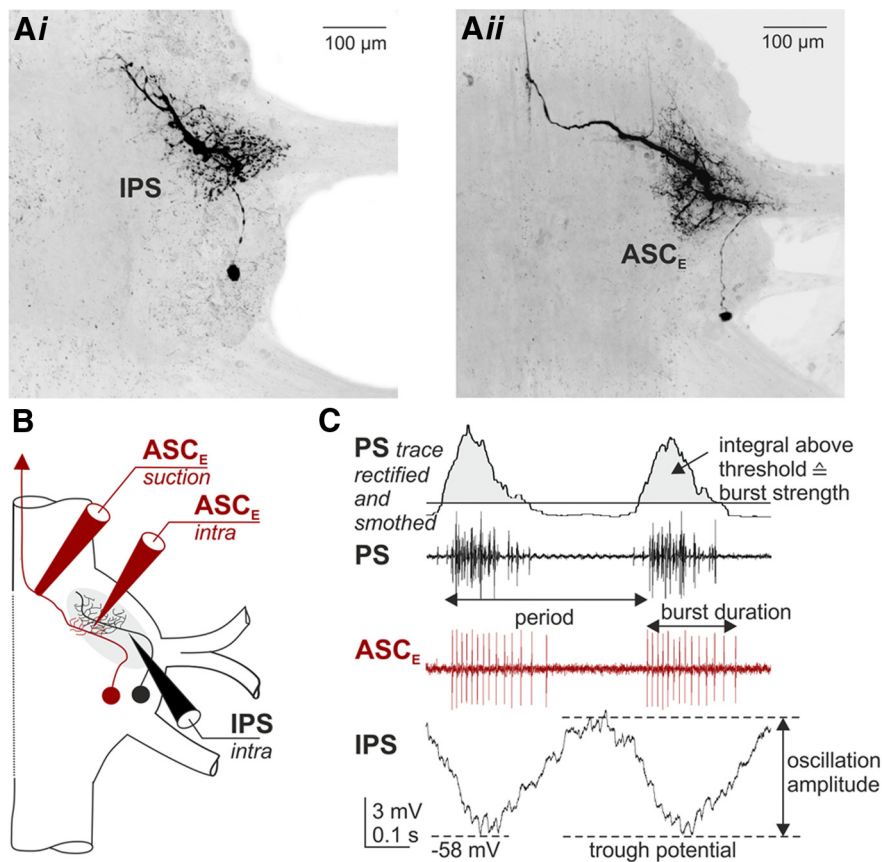 Ai
100 µm
IPS
Aii
100 µm
ASCE
B
ASCE
suction
ASCE
intra
IPS
intra
C
PS trace
rectified
and
smothed
integral above
threshold ≙
burst strength
PS
period
burst duration
ASCE
IPS
oscillation
amplitude
3 mV
0.1 s
-58 mV
trough potential